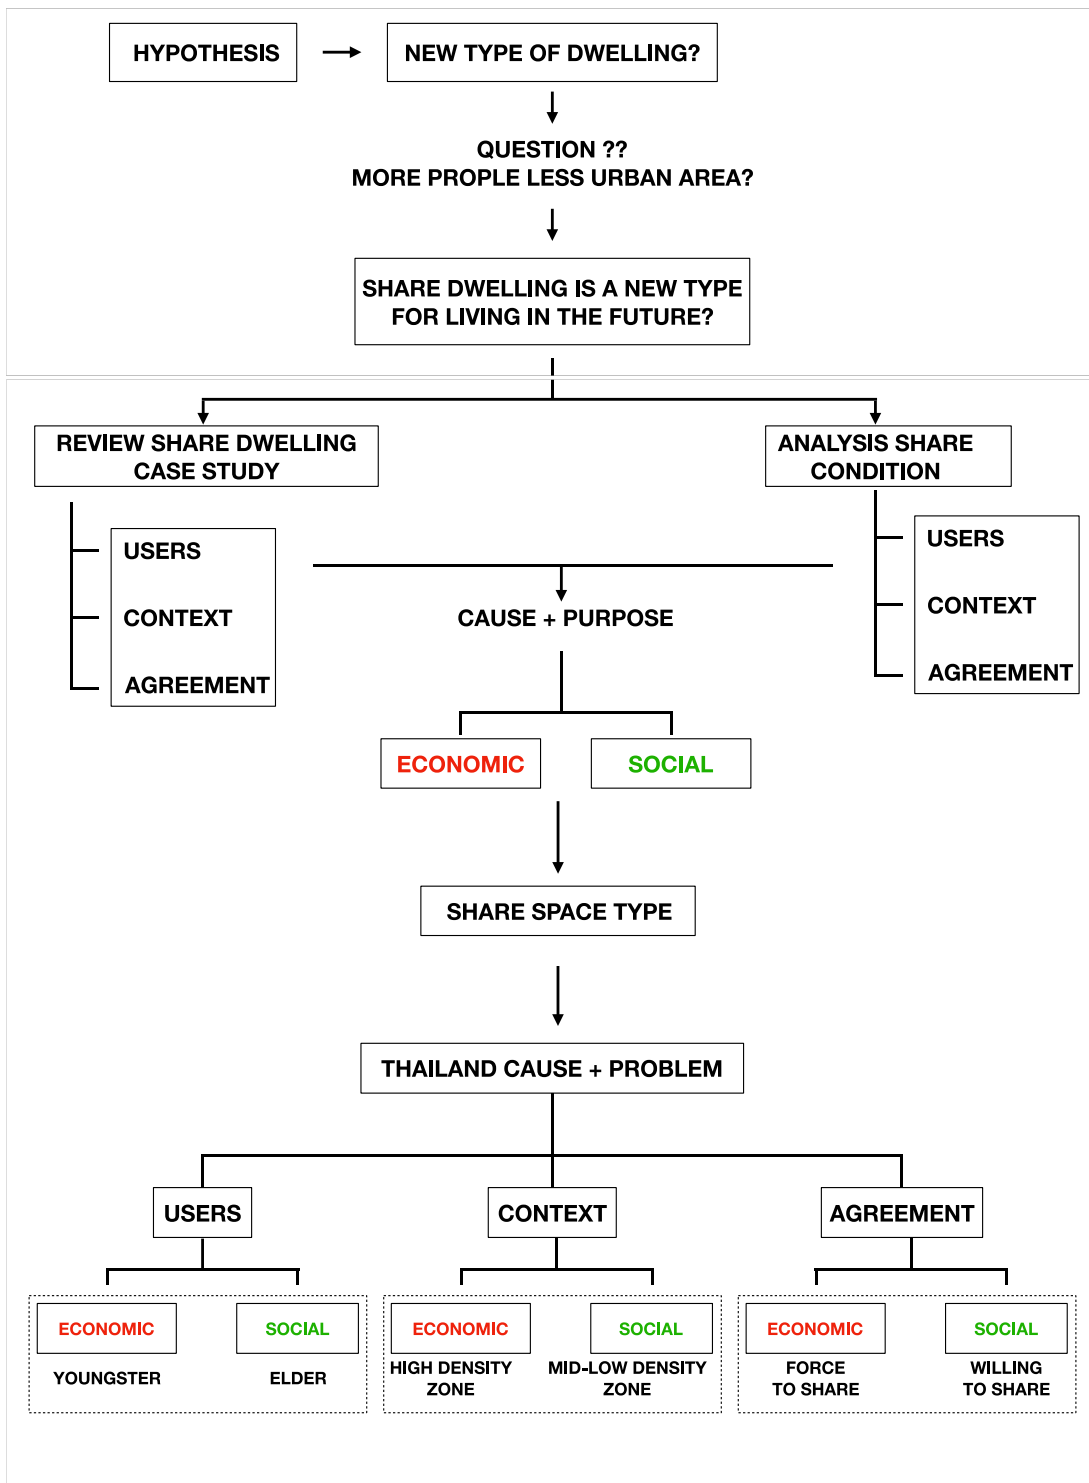 HYPOTHESIS
NEW TYPE OF DWELLING?
QUESTION ??
MORE PROPLE LESS URBAN AREA?
SHARE DWELLING IS A NEW TYPE
FOR LIVING IN THE FUTURE?
REVIEW SHARE DWELLING
CASE STUDY
USERS
CONTEXT
AGREEMENT
ANALYSIS SHARE
CONDITION
USERS
CONTEXT
AGREEMENT
CAUSE + PURPOSE
ECONOMIC
SOCIAL
SHARE SPACE TYPE
THAILAND CAUSE + PROBLEM
USERS
ECONOMIC
YOUNGSTER
SOCIAL
ELDER
CONTEXT
ECONOMIC
HIGH DENSITY
ZONE
SOCIAL
MID-LOW DENSITY
ZONE
AGREEMENT
ECONOMIC
FORCE
TO SHARE
SOCIAL
WILLING
TO SHARE